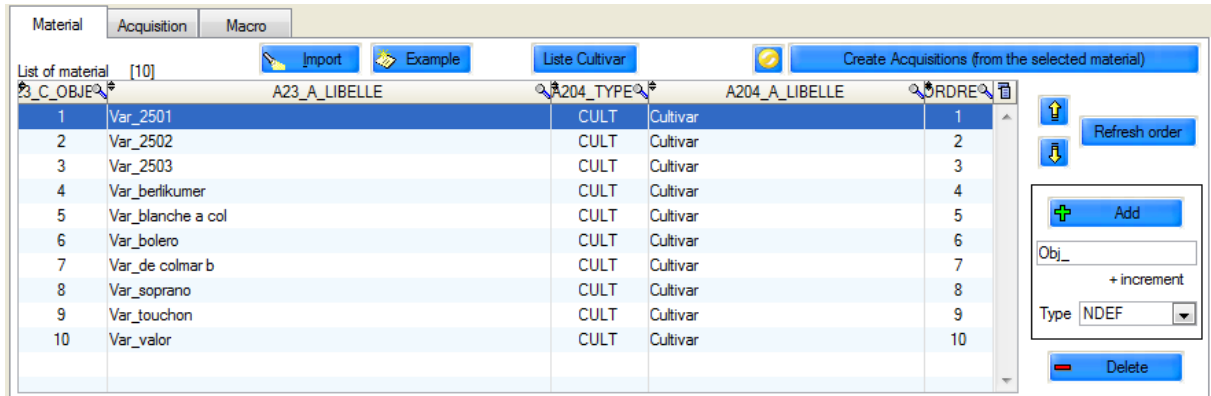 Material Acquisition Macro
List of material [10] Import Example Liste Cultivar Create Acquisitions (from the selected material)
3_C_OBJE A23_A_LIBELLE A204_TYPE A204_A_LIBELLE ORDRE
1 Var_2501 CULT Cultivar 1
2 Var_2502 CULT Cultivar 2
3 Var_2503 CULT Cultivar 3
4 Var_berlikumer CULT Cultivar 4
5 Var_blanche a col CULT Cultivar 5
6 Var_bolero CULT Cultivar 6
7 Var_de colmar b CULT Cultivar 7
8 Var_soprano CULT Cultivar 8
9 Var_touchon CULT Cultivar 9
10 Var_valor CULT Cultivar 10
Refresh order
Add
Obj_
+ increment
Type NDEF
Delete